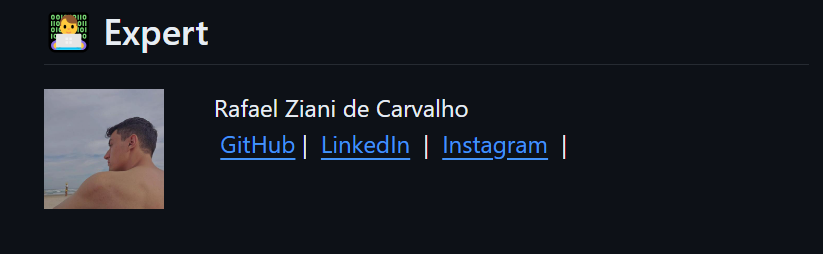 Expert
Rafael Ziani de Carvalho
GitHub | LinkedIn | Instagram |